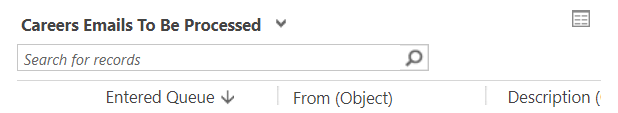 Careers Emails To Be Processed
Search for records
Entered Queue From (Object) Description (